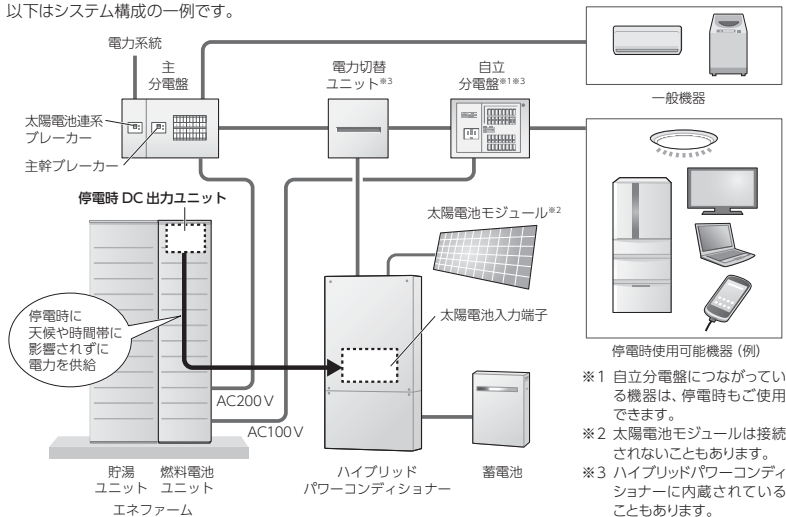 以下はシステム構成の一例です。
電力系統
主
分電盤
電力切替
ユニット※3
自立
分電盤※1※3
太陽電池連系
ブレーカー
主幹ブレーカー
一般機器
停電時 DC 出力ユニット
太陽電池モジュール※2
停電時に
天候や時間帯に
影響されずに
電力を供給
太陽電池入力端子
AC200V
AC100V
停電時使用可能機器 (例)
貯湯
ユニット
燃料電池
ユニット
エネファーム
ハイブリッド
パワーコンディショナー
蓄電池
※1 自立分電盤につながってい
る機器は、停電時もご使用
できます。
※2 太陽電池モジュールは接続
されないこともあります。
※3 ハイブリッドパワーコンディ
ショナーに内蔵されている
こともあります。